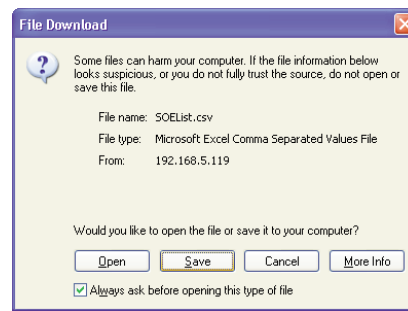 File Download
Some files can harm your computer. If the file information below
looks suspicious, or you do not fully trust the source, do not open or
save this file.
File name: SOEList.csv
File type: Microsoft Excel Comma Separated Values File
From: 192.168.5.119
Would you like to open the file or save it to your computer?
Open Save Cancel More Info
Always ask before opening this type of file